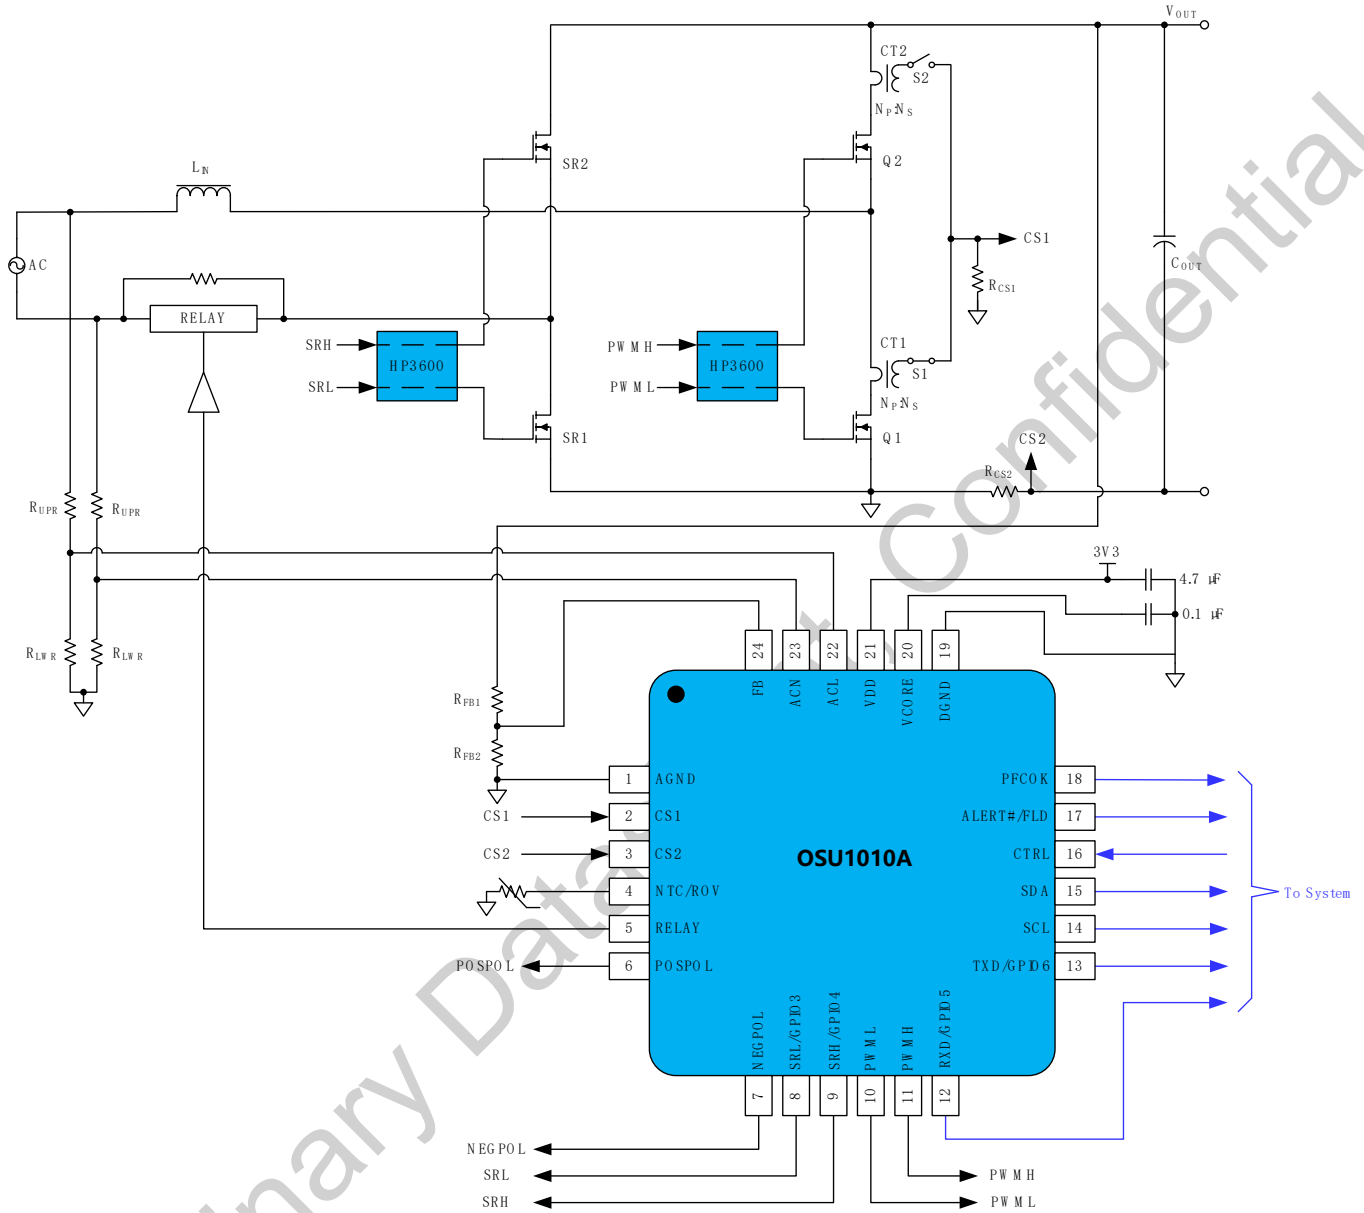 VOUT
CT2
S2
NP:NS
Q2
SR2
LIN
AC
RELAY
CS1
RCS1
COUT
SRH
SRL
HP3600
PWMH
PWML
HP3600
CT1
S1
NP:NS
Q1
SR1
CS2
RCS2
RUPR
RUPR
3V3
4.7 µF
0.1 µF
RLWR
RLWR
RFB1
RFB2
24
23
22
21
20
19
FB
ACN
ACL
VDD
VCORE
DGND
1 AGND
CS1 2 CS1
CS2 3 CS2
4 NTC/ROV
5 RELAY
POSPOL 6 POSPOL
OSU1010A
PFCOK 18
ALERT#/FLD 17
CTRL 16
SDA 15
SCL 14
TXD/GPIO6 13
To System
NEGPOL
SRL/GPIO3
SRH/GPIO4
PWML
PWMH
RXD/GPIO5
7
8
9
10
11
12
NEGPOL
SRL
SRH
PWMH
PWML
Confidential